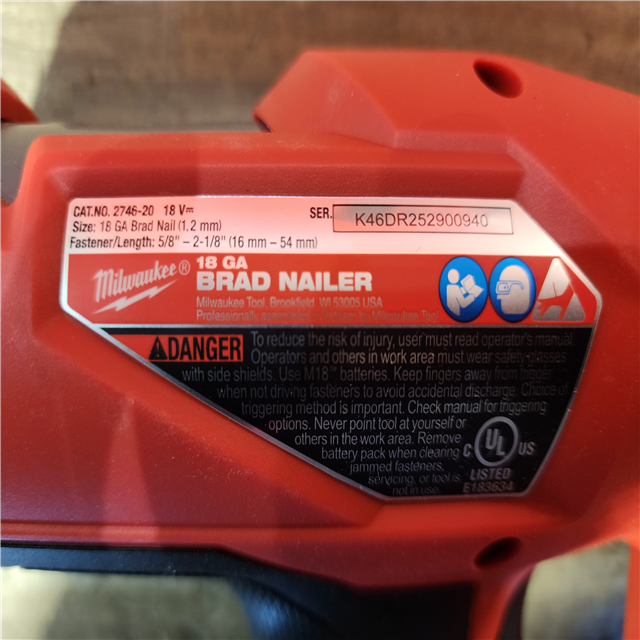 CAT.NO. 2746-20 18 V⎓ SER. K46DR252900940
Size: 18 GA Brad Nail (1.2 mm)
Fastener/Length: 5/8" – 2-1/8" (16 mm – 54 mm)
Milwaukee®
18 GA
BRAD NAILER
Milwaukee Tool, Brookfield, WI 53005 USA
Professionally Milwaukee Tool
DANGER
To reduce the risk of injury, user must read operator's manual.
Operators and others in work area must wear safety glasses
with side shields. Use M18™ batteries. Keep fingers away from trigger
when not driving fasteners to avoid accidental discharge. Choice of
triggering method is important. Check manual for triggering
options. Never point tool at yourself or
others in the work area. Remove
battery pack when clearing
jammed fasteners,
servicing, or tool is
not in use.
C UL US
LISTED
E183634